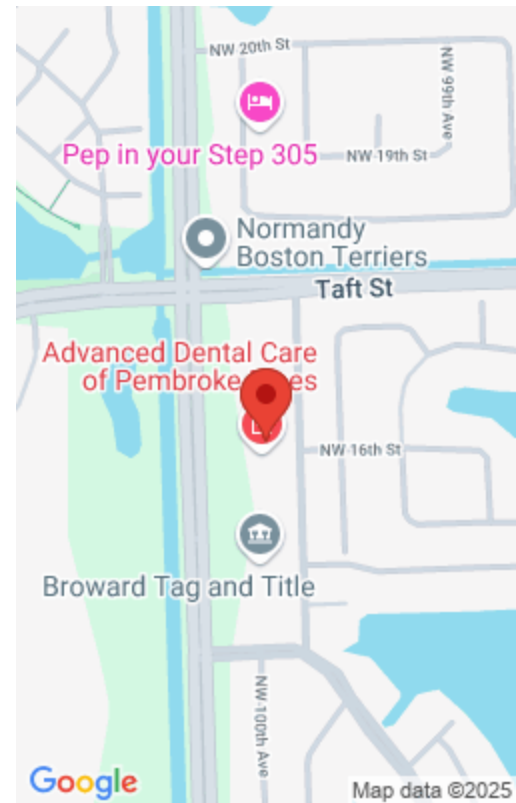 NW 20th St
NW 99th Ave
Pep in your Step 305
NW 19th St
Normandy
Boston Terriers
Taft St
Advanced Dental Care
of Pembroke
NW 16th St
Broward Tag and Title
NW 100th Ave
Google
Map data ©2025